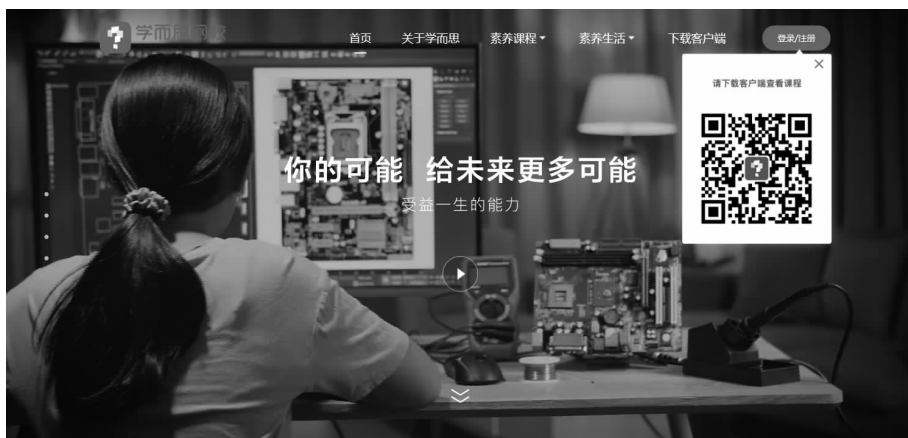 学而思网校
首页
关于学而思
素养课程
素养生活
下载客户端
登录/注册
请下载客户端查看课程
你的可能 给未来更多可能
受益一生的能力